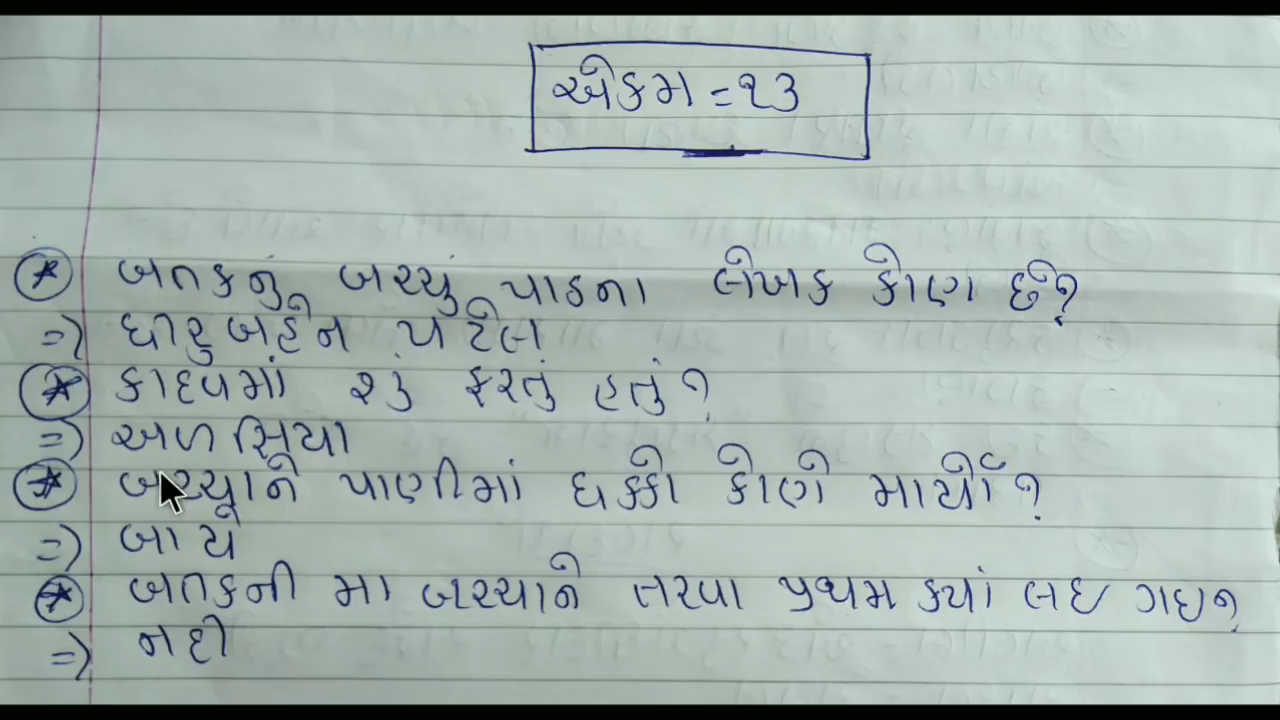 એકમ = ૧૩
* બતકનું બચ્ચું પાઠના લેખક કોણ છે?
=> ધીરુબહેન પટેલ
* કાદવમાં શું ફરતું હતું?
=> અળસિયા
* બચ્ચાને પાણીમાં ધક્કો કોણે માર્યો?
=>
* બતકની મા બચ્ચાને તરવા પ્રથમ ક્યાં લઇ ગઇ?
=> નદી